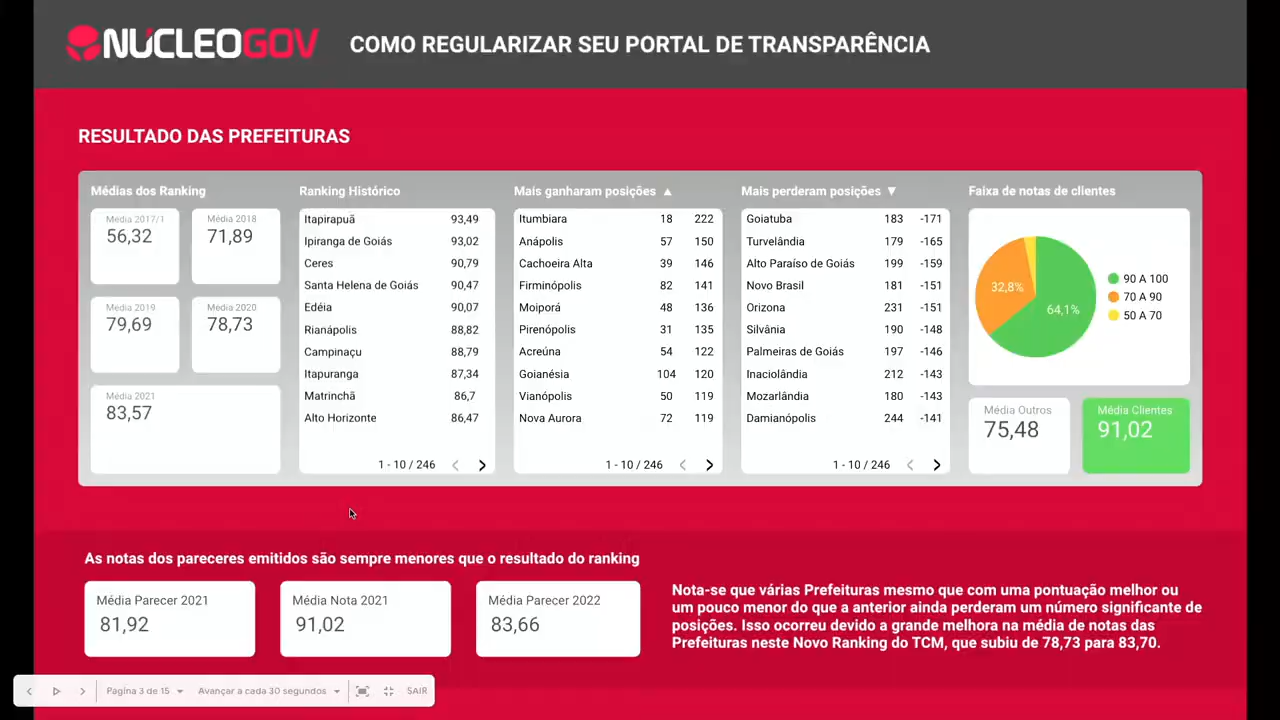 NÚCLEOGOV
COMO REGULARIZAR SEU PORTAL DE TRANSPARÊNCIA
RESULTADO DAS PREFEITURAS
Médias dos Ranking
Média 2017/1
56,32
Média 2018
71,89
Média 2019
79,69
Média 2020
78,73
Média 2021
83,57
Ranking Histórico
Itapirapuã 93,49
Ipiranga de Goiás 93,02
Ceres 90,79
Santa Helena de Goiás 90,47
Edéia 90,07
Rianápolis 88,82
Campinaçu 88,79
Itapuranga 87,34
Matrinchã 86,7
Alto Horizonte 86,47
1 - 10 / 246
Mais ganharam posições ▲
Itumbiara 18 222
Anápolis 57 150
Cachoeira Alta 39 146
Firminópolis 82 141
Moiporá 48 136
Pirenópolis 31 135
Acreúna 54 122
Goianésia 104 120
Vianópolis 50 119
Nova Aurora 72 119
1 - 10 / 246
Mais perderam posições ▼
Goiatuba 183 -171
Turvelândia 179 -165
Alto Paraíso de Goiás 199 -159
Novo Brasil 181 -151
Orizona 231 -151
Silvânia 190 -148
Palmeiras de Goiás 197 -146
Inaciolândia 212 -143
Mozarlândia 180 -143
Damianópolis 244 -141
1 - 10 / 246
Faixa de notas de clientes
32,8%
64,1%
90 A 100
70 A 90
50 A 70
Média Outros
75,48
Média Clientes
91,02
As notas dos pareceres emitidos são sempre menores que o resultado do ranking
Média Parecer 2021
81,92
Média Nota 2021
91,02
Média Parecer 2022
83,66
Nota-se que várias Prefeituras mesmo que com uma pontuação melhor ou
um pouco menor do que a anterior ainda perderam um número significante de
posições. Isso ocorreu devido a grande melhora na média de notas das
Prefeituras neste Novo Ranking do TCM, que subiu de 78,73 para 83,70.
Página 3 de 15
Avançar a cada 30 segundos
SAIR